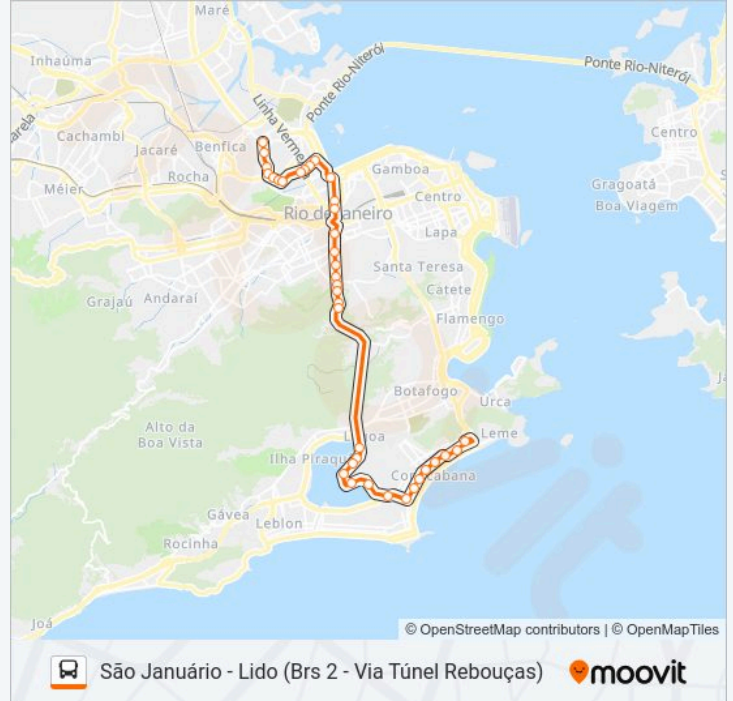 Maré
Ponte Rio-Niterói
Ponte Rio-Niterói
Inhaúma
Linha Verme
arela
Cachambi
Benfica
Centro
Jacaré
Rocha
Gamboa
Méier
Gragoatá
Centro
Boa Viagem
Rio de Janeiro
Lapa
Santa Teresa
Catete
Grajaú
Andaraí
Flamengo
Botafogo
Urca
Alto da
Boa Vista
Lagoa
Leme
Ilha Piraqu
Copacabana
Gávea
Leblon
Rocinha
Joá
© OpenStreetMap contributors | © OpenMapTiles
São Januário - Lido (Brs 2 - Via Túnel Rebouças)
moovit